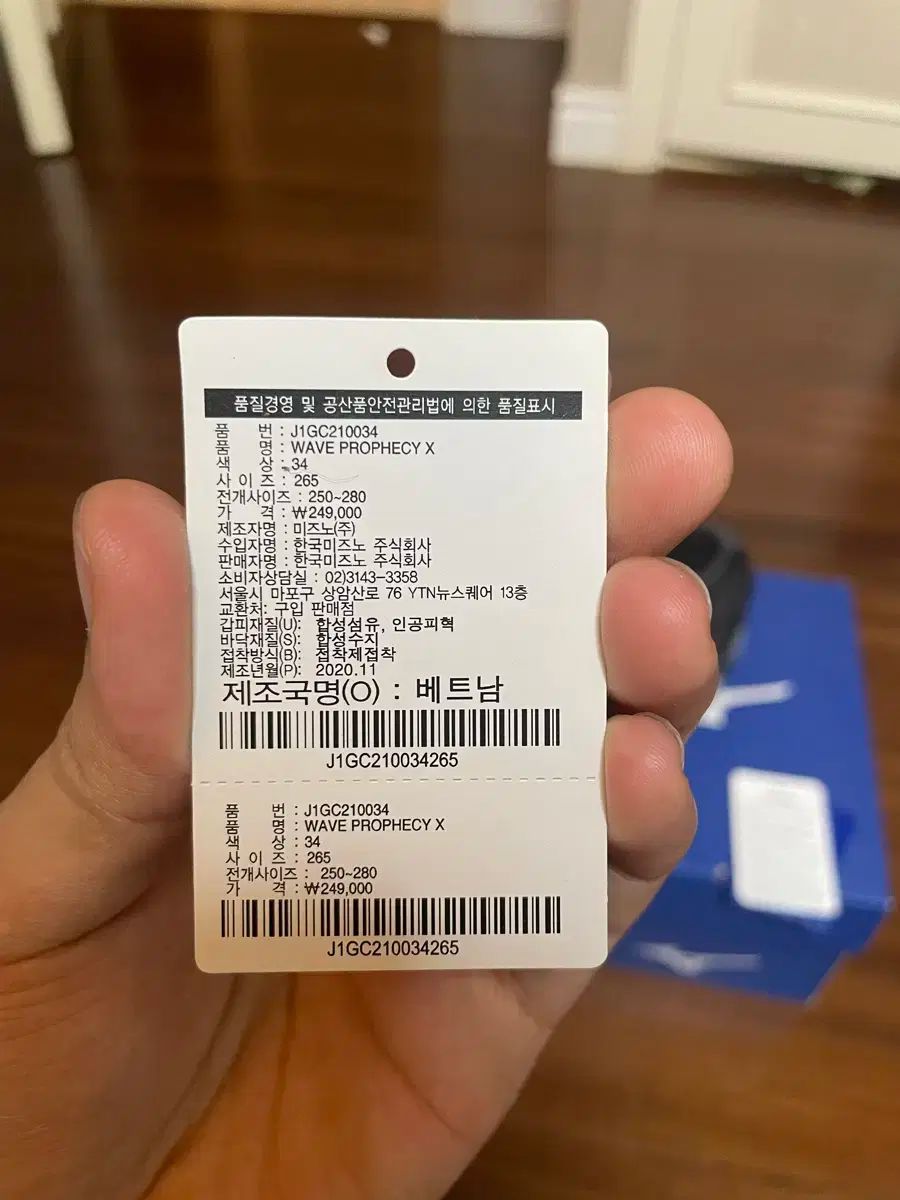 품질경영 및 공산품안전관리법에 의한 품질표시
품 번 : J1GC210034
품 명 : WAVE PROPHECY X
색 상 : 34
사 이 즈 : 265
전개사이즈 : 250~280
가 격 : ₩249,000
제조자명 : 미즈노(주)
수입자명 : 한국미즈노 주식회사
판매자명 : 한국미즈노 주식회사
소비자상담실 : 02)3143-3358
서울시 마포구 상암산로 76 YTN뉴스퀘어 13층
교환처: 구입 판매점
갑피재질(U): 합성섬유, 인공피혁
바닥재질(S): 합성수지
접착방식(B): 접착제접착
제조년월(P): 2020.11
제조국명(O) : 베트남
J1GC210034265
품 번 : J1GC210034
품 명 : WAVE PROPHECY X
색 상 : 34
사 이 즈 : 265
전개사이즈 : 250~280
가 격 : ₩249,000
J1GC210034265